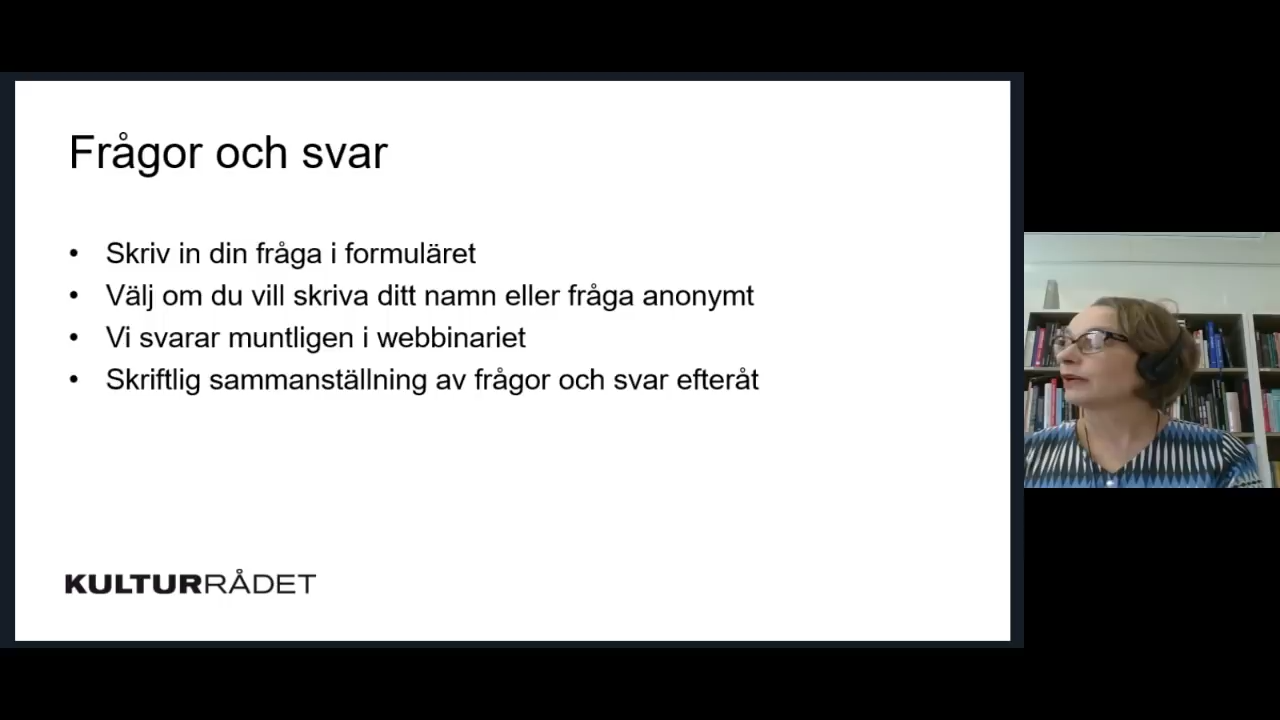 Frågor och svar
• Skriv in din fråga i formuläret
• Välj om du vill skriva ditt namn eller fråga anonymt
• Vi svarar muntligen i webbinariet
• Skriftlig sammanställning av frågor och svar efteråt
KULTURRÅDET